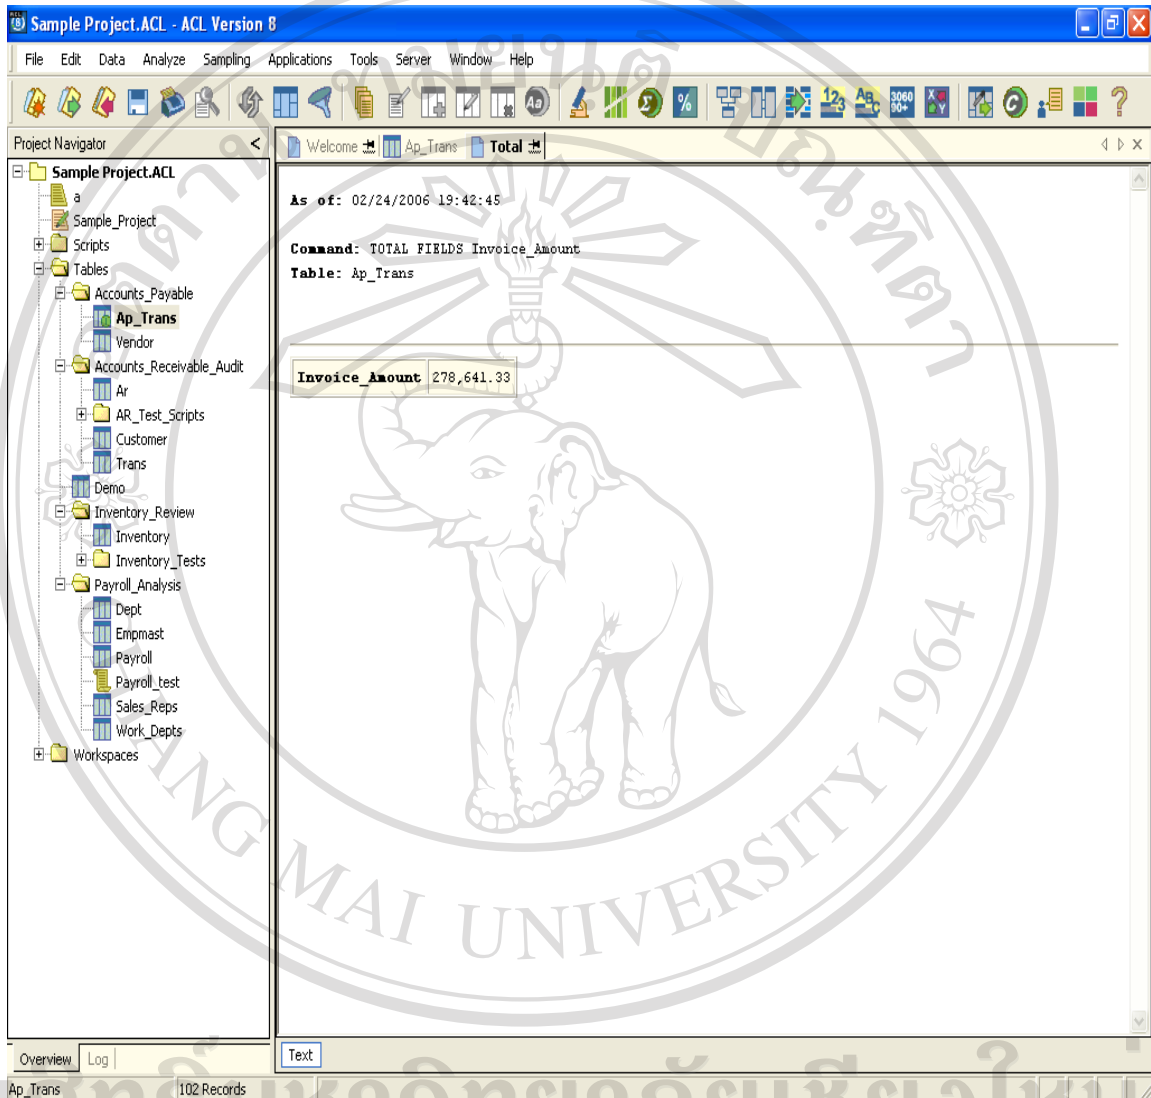 Sample Project.ACL - ACL Version 8
File Edit Data Analyze Sampling Applications Tools Server Window Help
Project Navigator <
Welcome Ap_Trans Total
Sample Project.ACL
a
Sample_Project
Scripts
Tables
Accounts_Payable
Ap_Trans
Vendor
Accounts_Receivable_Audit
Ar
AR_Test_Scripts
Customer
Trans
Demo
Inventory_Review
Inventory
Inventory_Tests
Payroll_Analysis
Dept
Empmast
Payroll
Payroll_test
Sales_Reps
Work_Depts
Workspaces
As of: 02/24/2006 19:42:45
Command: TOTAL FIELDS Invoice_Amount
Table: Ap_Trans
Invoice_Amount 278,641.33
Overview Log
Text
Ap_Trans 102 Records
CHIANG MAI UNIVERSITY 1964